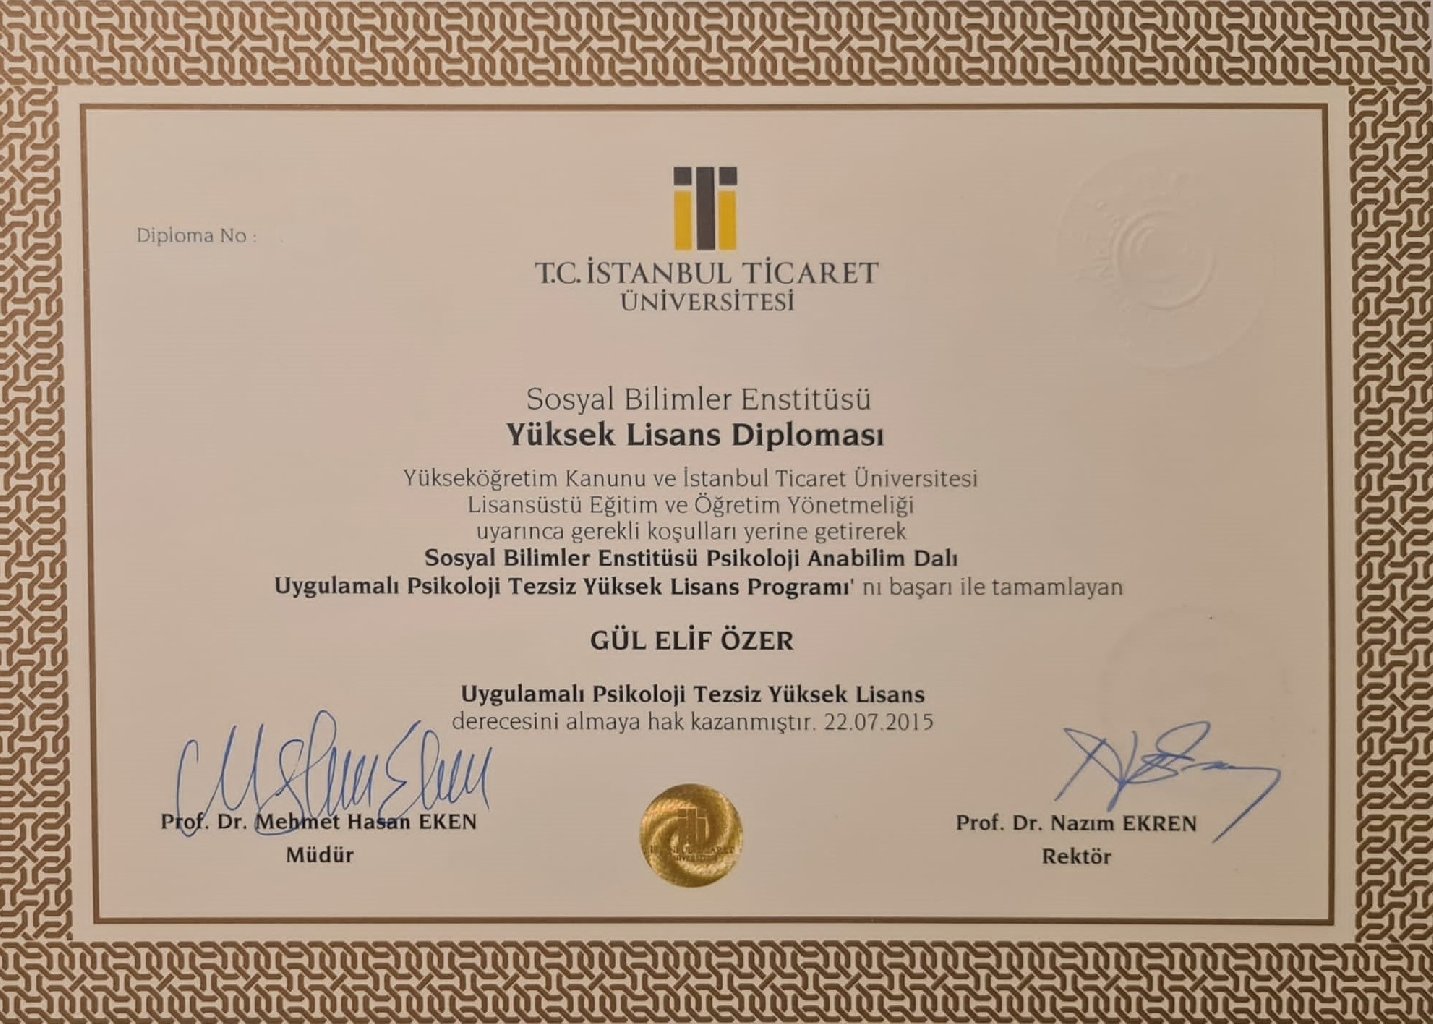 Diploma No :
T.C. İSTANBUL TİCARET
ÜNİVERSİTESİ
Sosyal Bilimler Enstitüsü
Yüksek Lisans Diploması
Yükseköğretim Kanunu ve İstanbul Ticaret Üniversitesi
Lisansüstü Eğitim ve Öğretim Yönetmeliği
uyarınca gerekli koşulları yerine getirerek
Sosyal Bilimler Enstitüsü Psikoloji Anabilim Dalı
Uygulamalı Psikoloji Tezsiz Yüksek Lisans Programı' nı başarı ile tamamlayan
GÜL ELİF ÖZER
Uygulamalı Psikoloji Tezsiz Yüksek Lisans
derecesini almaya hak kazanmıştır. 22.07.2015
Prof. Dr. Mehmet Hasan EKEN
Müdür
Prof. Dr. Nazım EKREN
Rektör